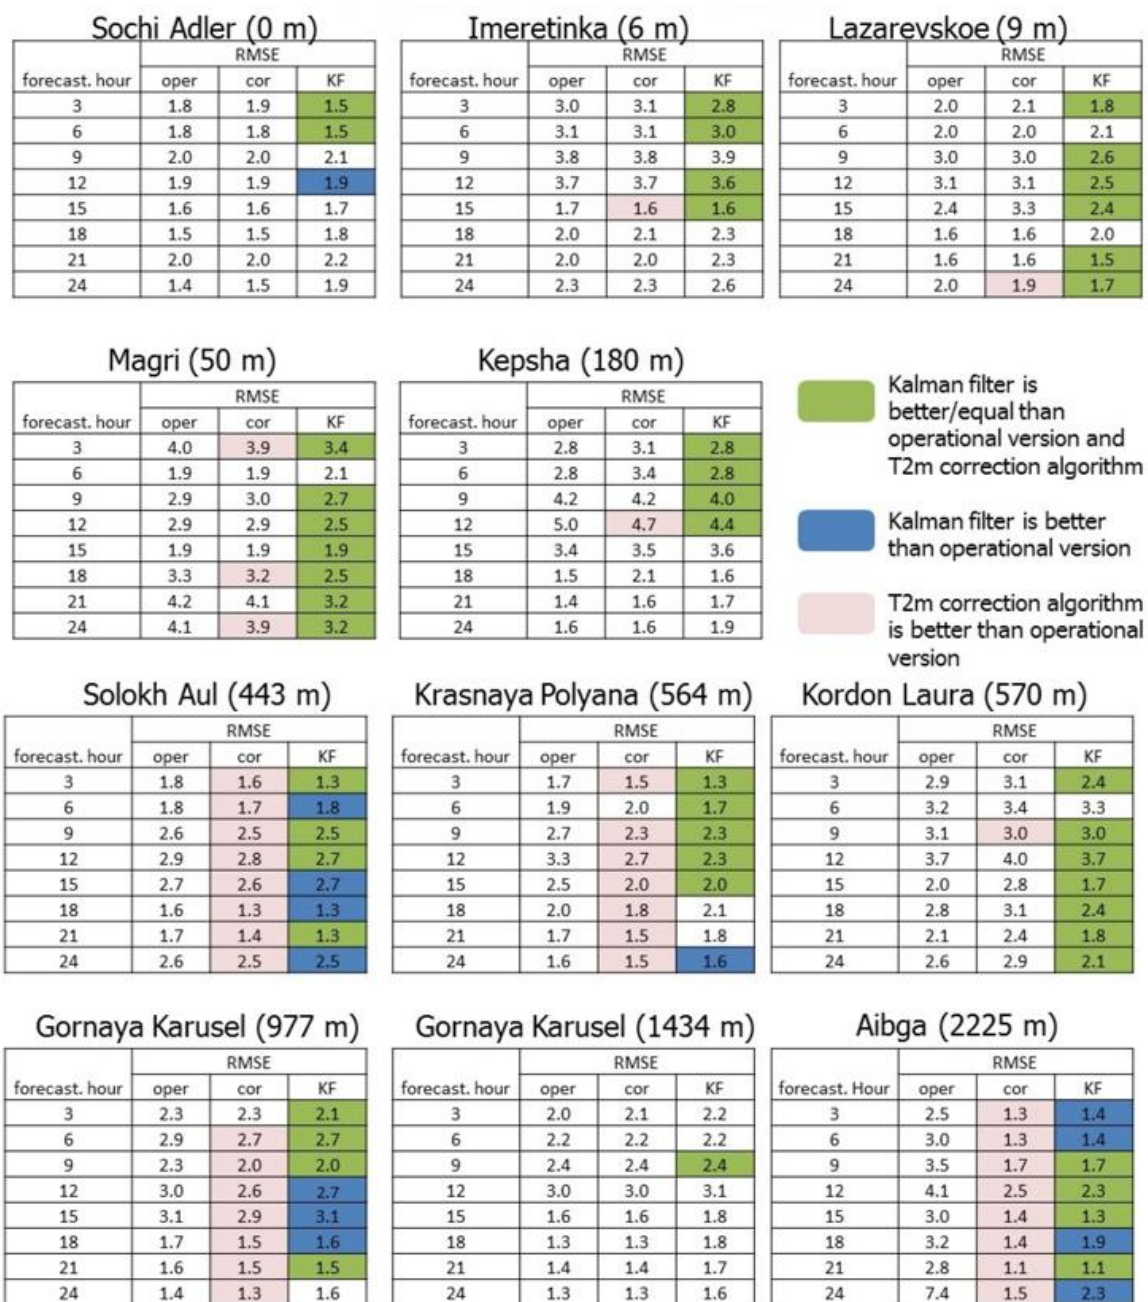 Sochi Adler (0 m)
RMSE
forecast. hour oper cor KF
3 1.8 1.9 1.5
6 1.8 1.8 1.5
9 2.0 2.0 2.1
12 1.9 1.9 1.9
15 1.6 1.6 1.7
18 1.5 1.5 1.8
21 2.0 2.0 2.2
24 1.4 1.5 1.9
Imeretinka (6 m)
RMSE
forecast. hour oper cor KF
3 3.0 3.1 2.8
6 3.1 3.1 3.0
9 3.8 3.8 3.9
12 3.7 3.7 3.6
15 1.7 1.6 1.6
18 2.0 2.1 2.3
21 2.0 2.0 2.3
24 2.3 2.3 2.6
Lazarevskoe (9 m)
RMSE
forecast. hour oper cor KF
3 2.0 2.1 1.8
6 2.0 2.0 2.1
9 3.0 3.0 2.6
12 3.1 3.1 2.5
15 2.4 3.3 2.4
18 1.6 1.6 2.0
21 1.6 1.6 1.5
24 2.0 1.9 1.7
Magri (50 m)
RMSE
forecast. hour oper cor KF
3 4.0 3.9 3.4
6 1.9 1.9 2.1
9 2.9 3.0 2.7
12 2.9 2.9 2.5
15 1.9 1.9 1.9
18 3.3 3.2 2.5
21 4.2 4.1 3.2
24 4.1 3.9 3.2
Kepsha (180 m)
RMSE
forecast. hour oper cor KF
3 2.8 3.1 2.8
6 2.8 3.4 2.8
9 4.2 4.2 4.0
12 5.0 4.7 4.4
15 3.4 3.5 3.6
18 1.5 2.1 1.6
21 1.4 1.6 1.7
24 1.6 1.6 1.9
Kalman filter is
better/equal than
operational version and
T2m correction algorithm
Kalman filter is better
than operational version
T2m correction algorithm
is better than operational
version
Solokh Aul (443 m)
RMSE
forecast. hour oper cor KF
3 1.8 1.6 1.3
6 1.8 1.7 1.8
9 2.6 2.5 2.5
12 2.9 2.8 2.7
15 2.7 2.6 2.7
18 1.6 1.3 1.3
21 1.7 1.4 1.3
24 2.6 2.5 2.5
Krasnaya Polyana (564 m)
RMSE
forecast. hour oper cor KF
3 1.7 1.5 1.3
6 1.9 2.0 1.7
9 2.7 2.3 2.3
12 3.3 2.7 2.3
15 2.5 2.0 2.0
18 2.0 1.8 2.1
21 1.7 1.5 1.8
24 1.6 1.5 1.6
Kordon Laura (570 m)
RMSE
forecast. hour oper cor KF
3 2.9 3.1 2.4
6 3.2 3.4 3.3
9 3.1 3.0 3.0
12 3.7 4.0 3.7
15 2.0 2.8 1.7
18 2.8 3.1 2.4
21 2.1 2.4 1.8
24 2.6 2.9 2.1
Gornaya Karusel (977 m)
RMSE
forecast. hour oper cor KF
3 2.3 2.3 2.1
6 2.9 2.7 2.7
9 2.3 2.0 2.0
12 3.0 2.6 2.7
15 3.1 2.9 3.1
18 1.7 1.5 1.6
21 1.6 1.5 1.5
24 1.4 1.3 1.6
Gornaya Karusel (1434 m)
RMSE
forecast. hour oper cor KF
3 2.0 2.1 2.2
6 2.2 2.2 2.2
9 2.4 2.4 2.4
12 3.0 3.0 3.1
15 1.6 1.6 1.8
18 1.3 1.3 1.8
21 1.4 1.4 1.7
24 1.3 1.3 1.6
Aibga (2225 m)
RMSE
forecast. Hour oper cor KF
3 2.5 1.3 1.4
6 3.0 1.3 1.4
9 3.5 1.7 1.7
12 4.1 2.5 2.3
15 3.0 1.4 1.3
18 3.2 1.4 1.9
21 2.8 1.1 1.1
24 7.4 1.5 2.3